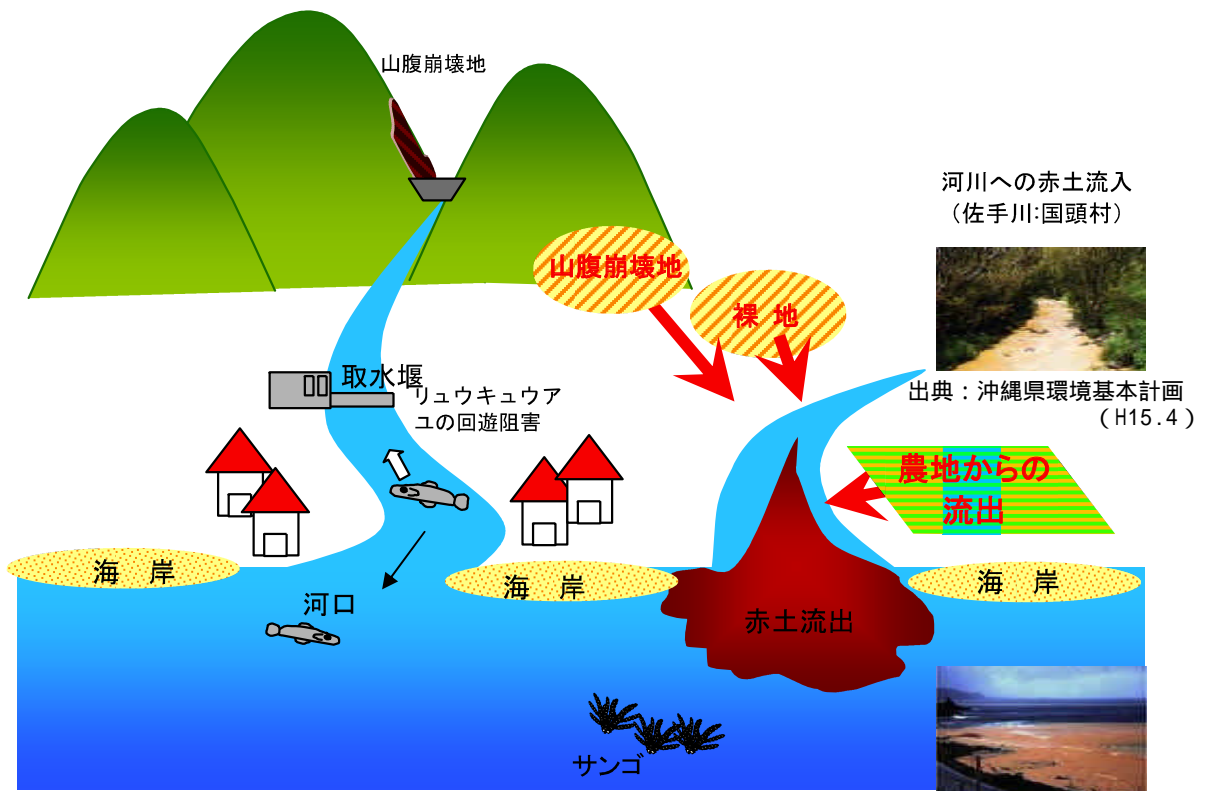 山腹崩壊地
河川への赤土流入
（佐手川:国頭村）
山腹崩壊地
裸 地
取水堰
リュウキュウア
ユの回遊阻害
出典：沖縄県環境基本計画
（H15.4）
農地からの
流出
海 岸
海 岸
海 岸
河口
赤土流出
サンゴ